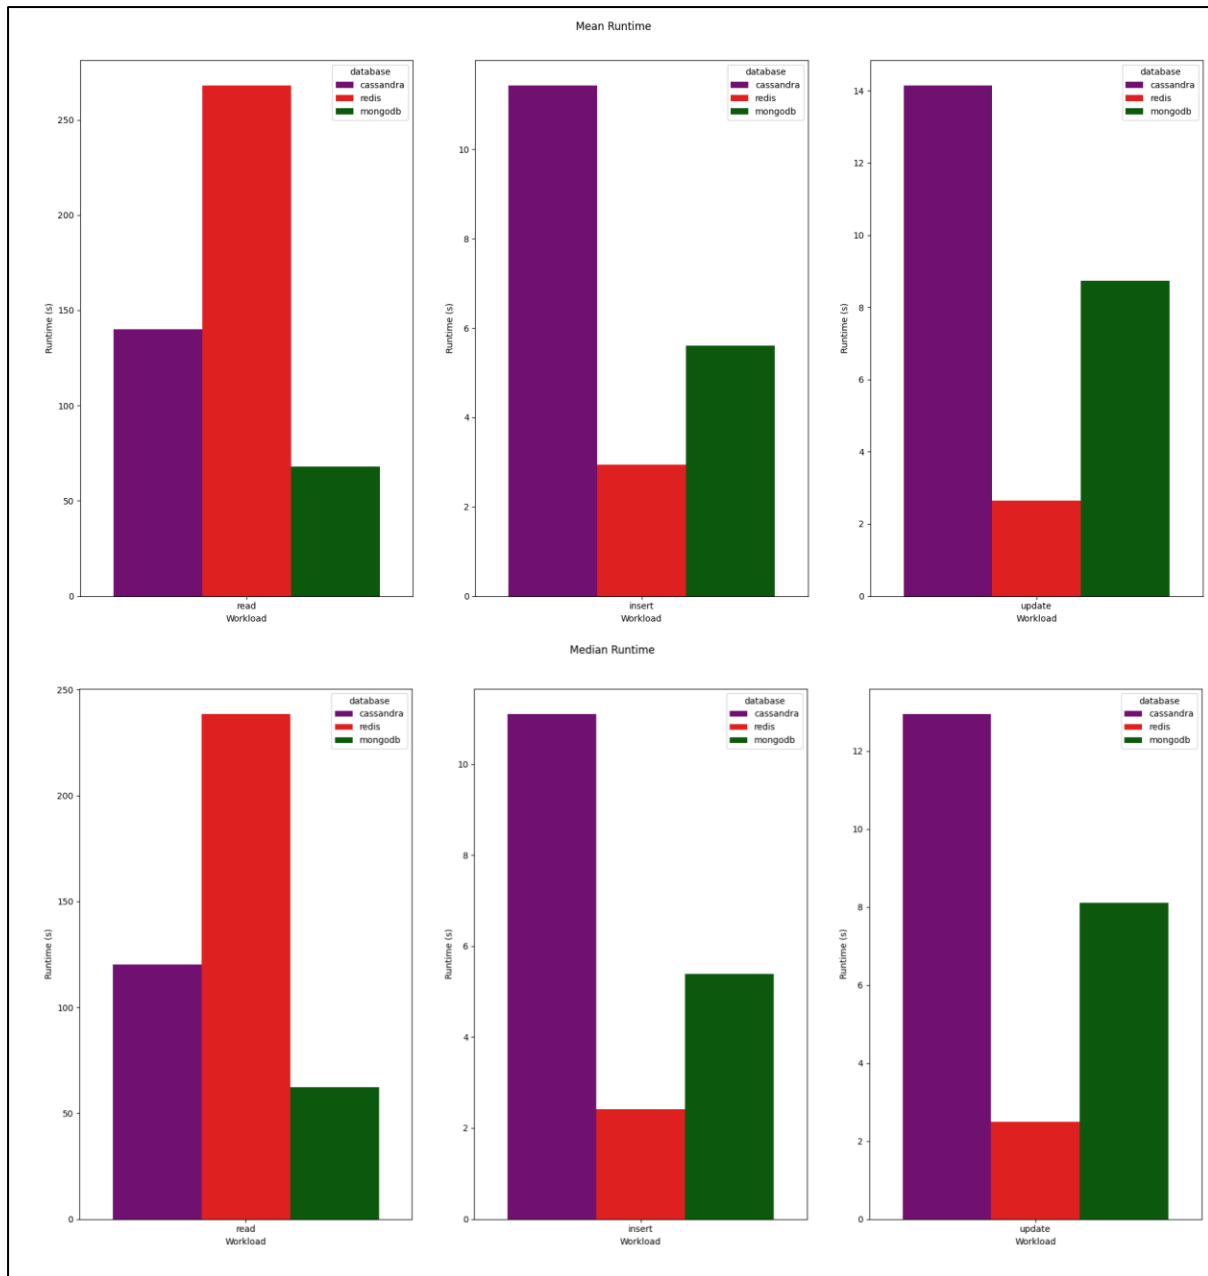 Mean Runtime
250
200
150
100
50
0
Runtime (s)
read
Workload
database
cassandra
redis
mongodb
10
8
6
4
2
0
Runtime (s)
insert
Workload
database
cassandra
redis
mongodb
14
12
10
8
6
4
2
0
Runtime (s)
update
Workload
database
cassandra
redis
mongodb
Median Runtime
250
200
150
100
50
0
Runtime (s)
read
Workload
database
cassandra
redis
mongodb
10
8
6
4
2
0
Runtime (s)
insert
Workload
database
cassandra
redis
mongodb
12
10
8
6
4
2
0
Runtime (s)
update
Workload
database
cassandra
redis
mongodb